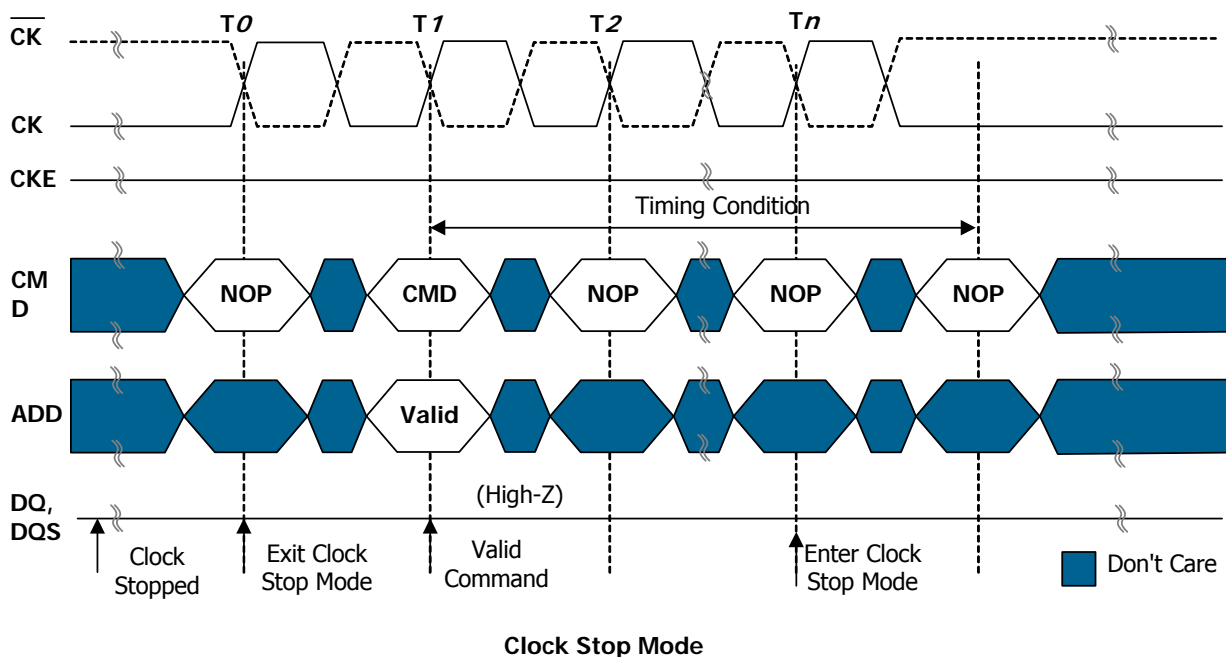 T0 T1 T2 Tn
CK
CK
CKE
Timing Condition
CM
D
NOP CMD NOP NOP NOP
ADD
Valid
DQ,
DQS
(High-Z)
Clock
Stopped
Exit Clock
Stop Mode
Valid
Command
Enter Clock
Stop Mode
Don't Care
Clock Stop Mode